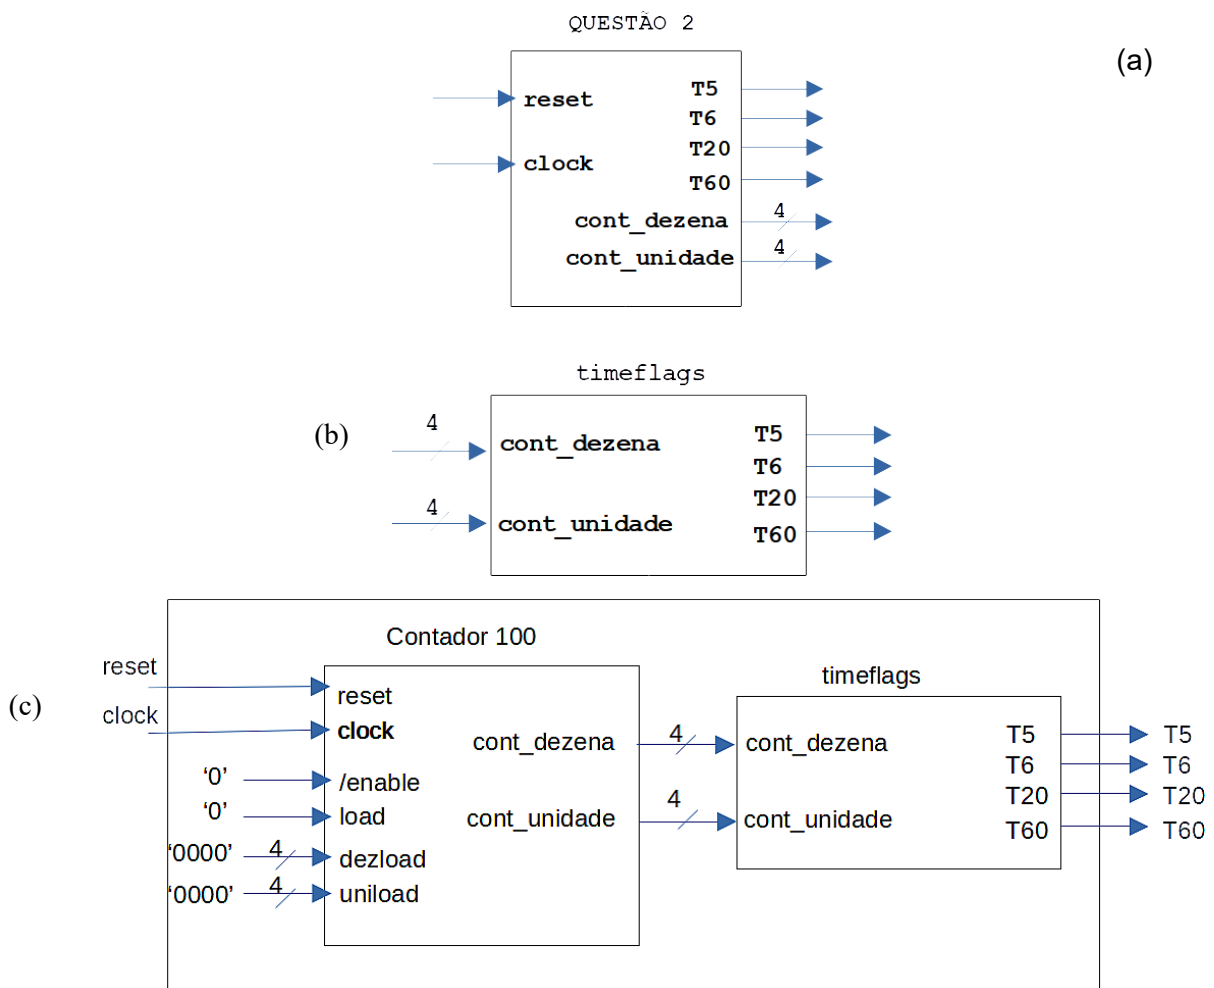 QUESTÃO 2
(a)
reset
clock
T5
T6
T20
T60
cont_dezena
4
cont_unidade
4
timeflags
(b)
4
cont_dezena
4
cont_unidade
T5
T6
T20
T60
(c)
Contador 100
reset
clock
'0'
'0'
'0000'
4
'0000'
4
reset
clock
/enable
load
dezload
uniload
cont_dezena
cont_unidade
4
4
timeflags
cont_dezena
cont_unidade
T5
T6
T20
T60
T5
T6
T20
T60